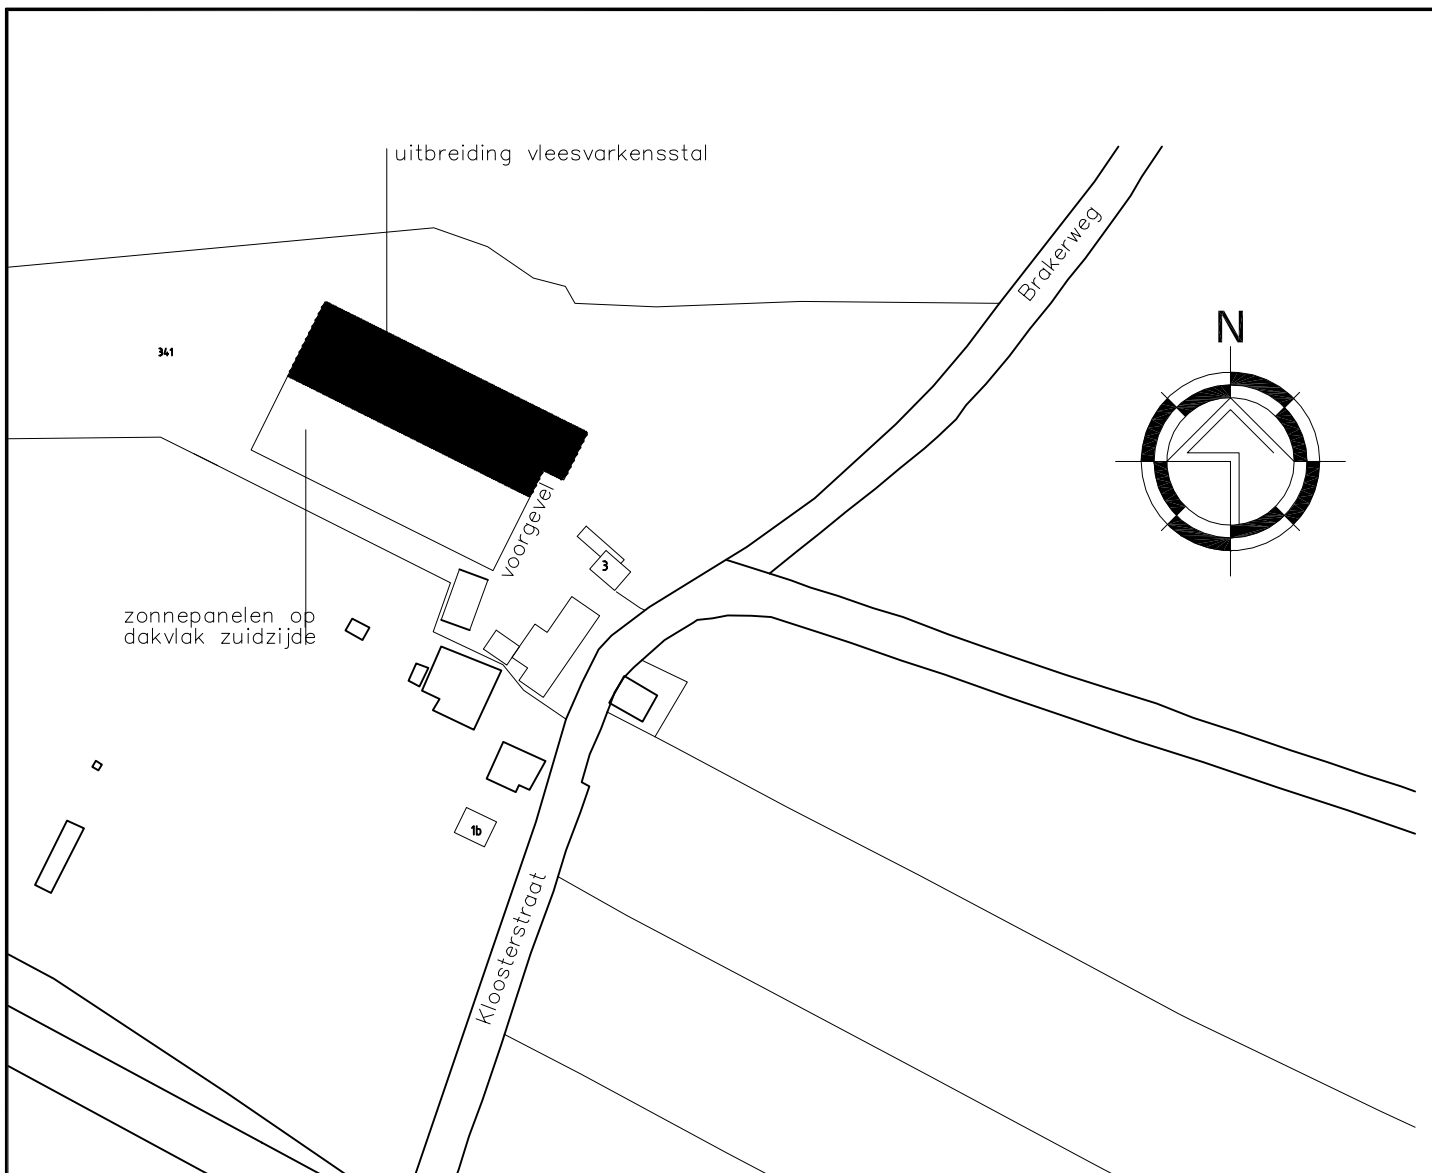 uitbreiding vleesvarkensstal
Brakerweg
N
341
voorgevel
3
zonnepanelen op
dakvlak zuidzijde
1b
Kloosterstraat